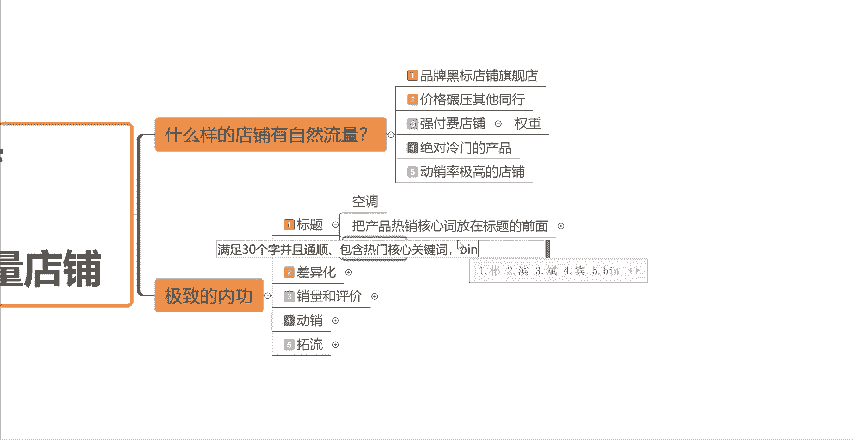 什么样的店铺有自然流量?
1 品牌黑标店铺旗舰店
2 价格碾压其他同行
3 强付费店铺 权重
4 绝对冷门的产品
5 动销率极高的店铺
量店铺
极致的内功
1 标题
空调
把产品热销核心词放在标题的前面
满足30个字并且通顺、包含热门核心关键词，bin
1.彬 2.滨 3.斌 4.宾
2 差异化
3 销量和评价
4 动销
5 拓流